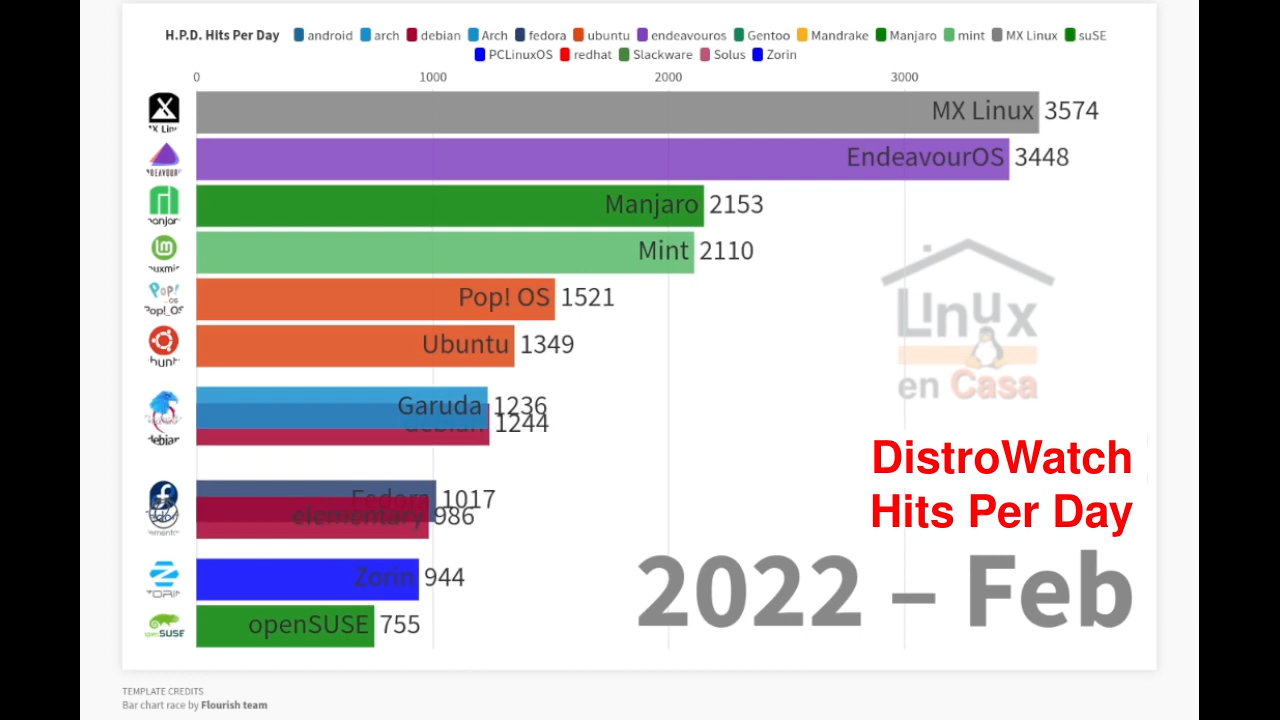 H.P.D. Hits Per Day android arch debian Arch fedora ubuntu endeavouros Gentoo Mandrake Manjaro mint MX Linux suSE
PCLinuxOS redhat Slackware Solus Zorin
0 1000 2000 3000
MX Linux 3574
EndeavourOS 3448
Manjaro 2153
Mint 2110
Pop! OS 1521
Ubuntu 1349
Garuda 1236
debian 1244
Fedora 1017
elementary 986
Zorin 944
openSUSE 755
Linux
en Casa
DistroWatch
Hits Per Day
2022 – Feb
TEMPLATE CREDITS
Bar chart race by Flourish team